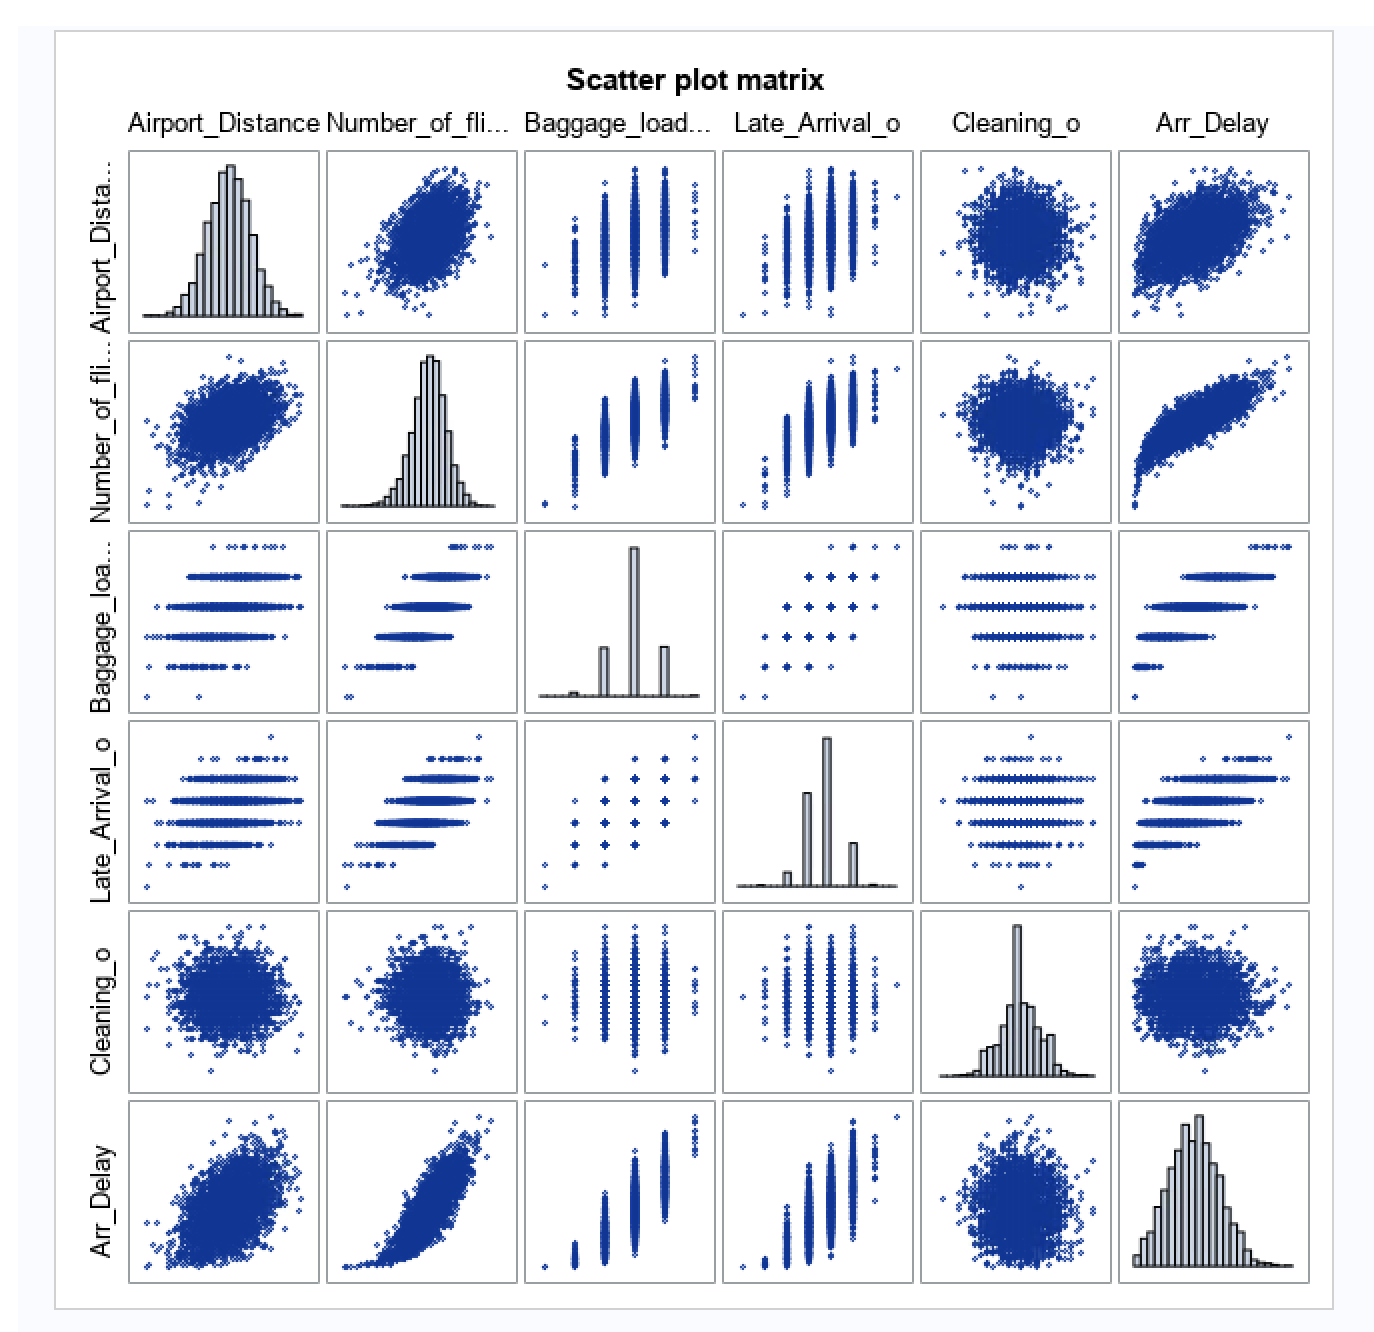 Scatter plot matrix
Airport_Distance Number_of_fli... Baggage_load... Late_Arrival_o Cleaning_o Arr_Delay
Airport_Dista...
Number_of_fli...
Baggage_loa...
Late_Arrival_o
Cleaning_o
Arr_Delay